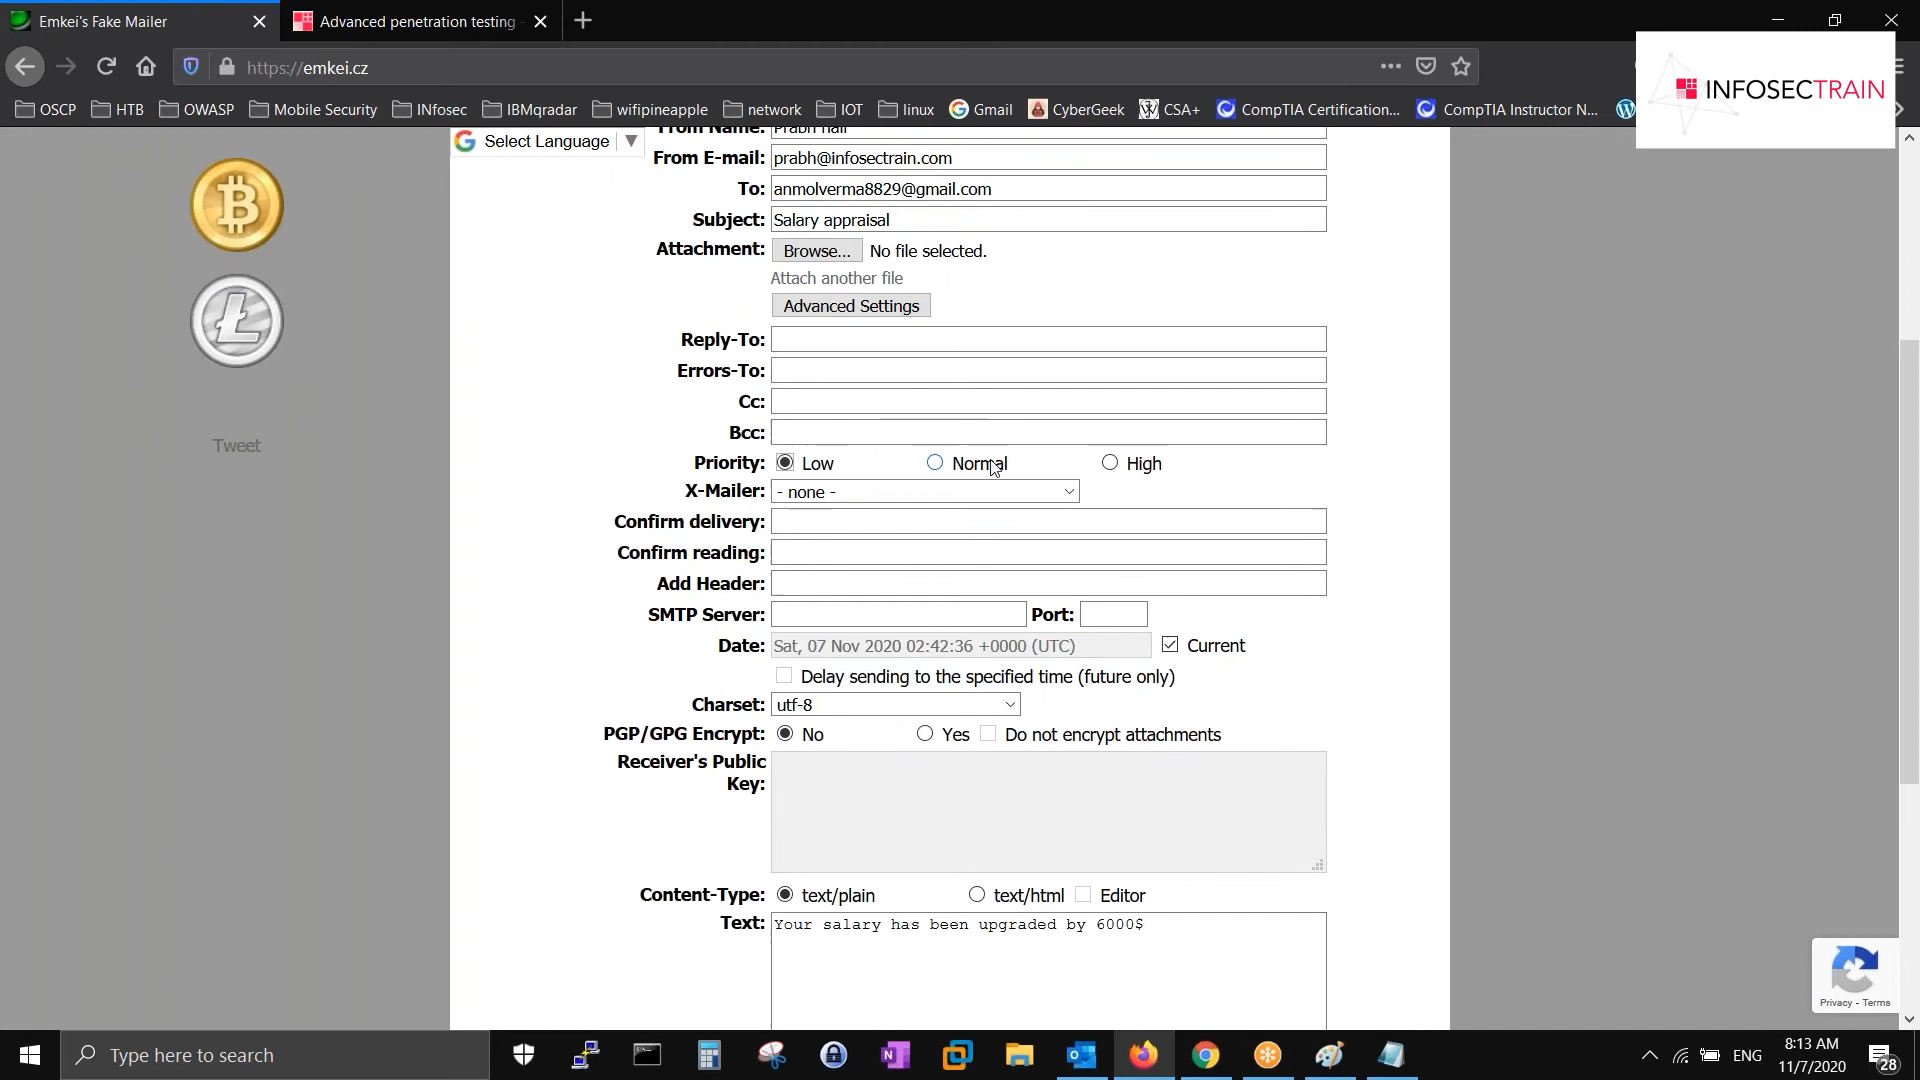 Emkei's Fake Mailer
Advanced penetration testing -
https://emkei.cz
INFOSECTRAIN
OSCP HTB OWASP Mobile Security INfosec IBMqradar wifipineapple network IOT linux Gmail CyberGeek CSA+ CompTIA Certification... CompTIA Instructor N...
Select Language ▼
From Name: Prabh nair
From E-mail: prabh@infosectrain.com
To: anmolverma8829@gmail.com
Subject: Salary appraisal
Attachment: Browse... No file selected.
Attach another file
Advanced Settings
Reply-To:
Errors-To:
Cc:
Bcc:
Tweet
Priority: Low Normal High
X-Mailer: - none -
Confirm delivery:
Confirm reading:
Add Header:
SMTP Server: Port:
Date: Sat, 07 Nov 2020 02:42:36 +0000 (UTC) Current
Delay sending to the specified time (future only)
Charset: utf-8
PGP/GPG Encrypt: No Yes Do not encrypt attachments
Receiver's Public
Key:
Content-Type: text/plain text/html Editor
Text: Your salary has been upgraded by 6000$
Privacy - Terms
Type here to search
ENG
8:13 AM
11/7/2020
28